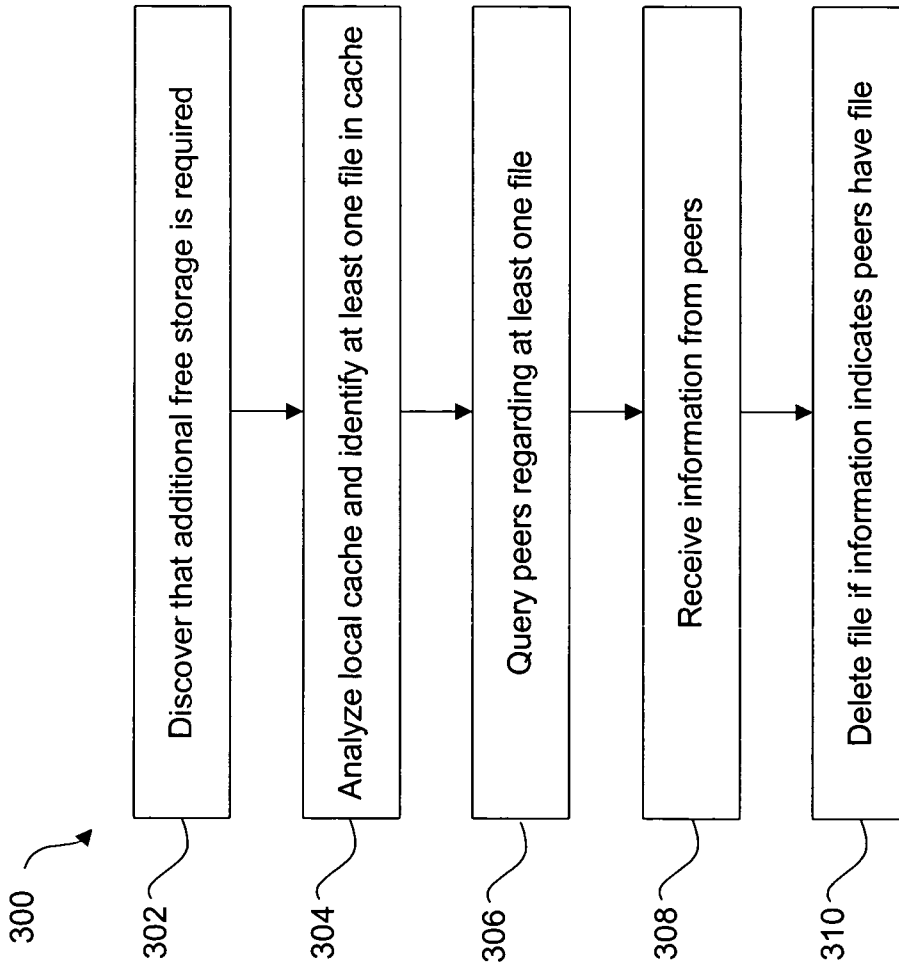 300
302
Discover that additional free storage is required
304
Analyze local cache and identify at least one file in cache
306
Query peers regarding at least one file
308
Receive information from peers
310
Delete file if information indicates peers have file